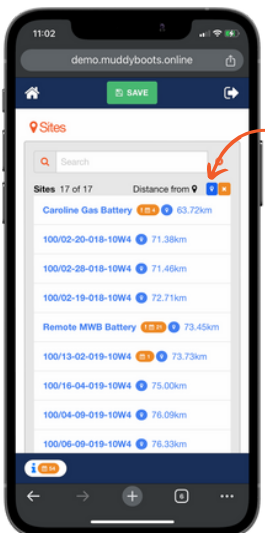 11:02
demo.muddyboots.online
SAVE
Sites
Search
Sites 17 of 17 Distance from
Caroline Gas Battery 63.72km
100/02-20-018-10W4 71.38km
100/02-28-018-10W4 71.46km
100/02-19-018-10W4 72.71km
Remote MWB Battery 73.45km
100/13-02-019-10W4 1 73.73km
100/16-04-019-10W4 75.00km
100/04-09-019-10W4 76.09km
100/06-09-019-10W4 76.33km